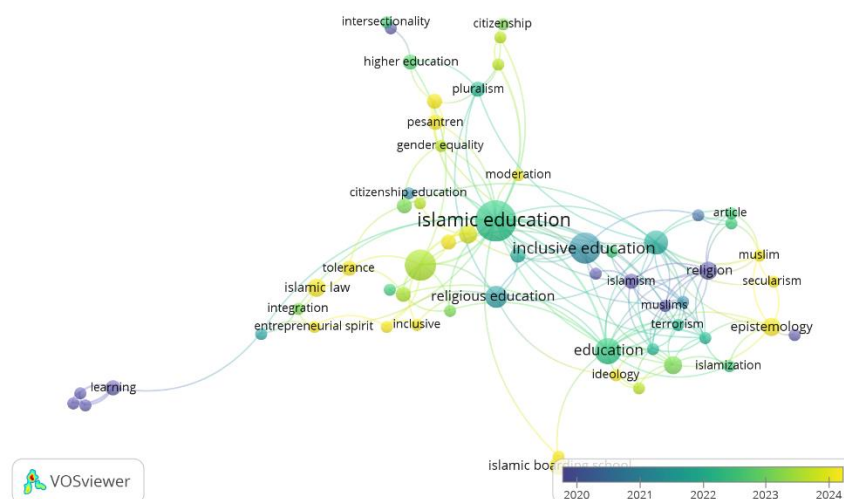 intersectionality
citizenship
higher education
pluralism
pesantren
gender equality
moderation
citizenship education
islamic education
article
inclusive education
muslim
tolerance
religion
islamism
secularism
islamic law
religious education
muslims
integration
entrepreneurial spirit
inclusive
terrorism
epistemology
education
islamization
ideology
learning
islamic boarding school
VOSviewer
2020 2021 2022 2023 2024